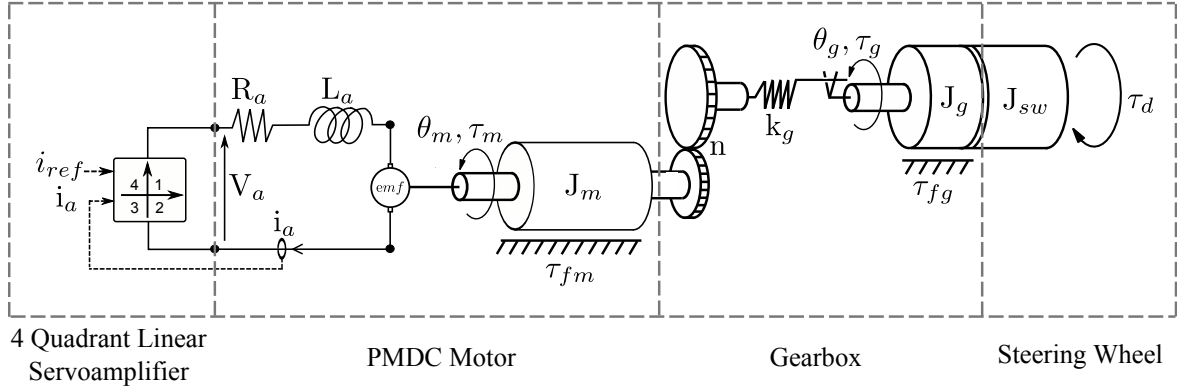 R_a
L_a
θ_m, τ_m
i_ref
i_a
4 1
3 2
V_a
emf
i_a
J_m
τ_fm
n
k_g
θ_g, τ_g
J_g
J_sw
τ_fg
τ_d
4 Quadrant Linear
Servoamplifier
PMDC Motor
Gearbox
Steering Wheel